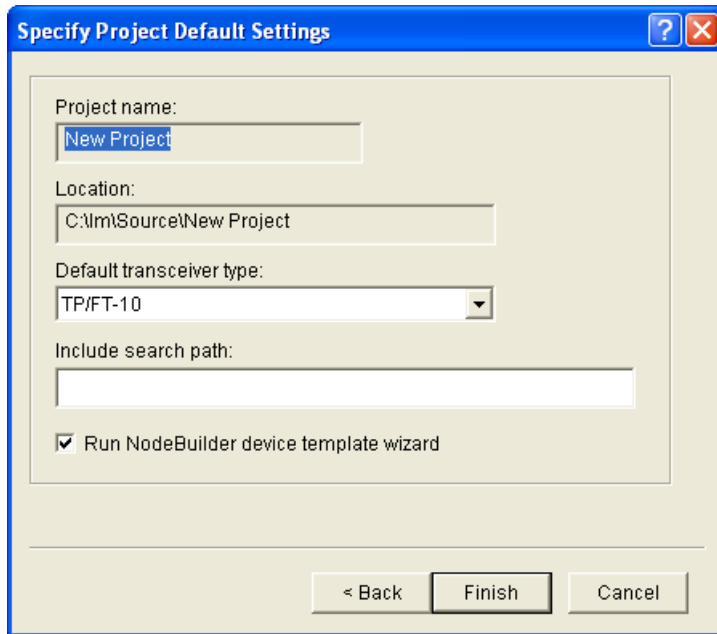 Specify Project Default Settings
Project name:
New Project
Location:
C:\lm\Source\New Project
Default transceiver type:
TP/FT-10
Include search path:
Run NodeBuilder device template wizard
< Back Finish Cancel